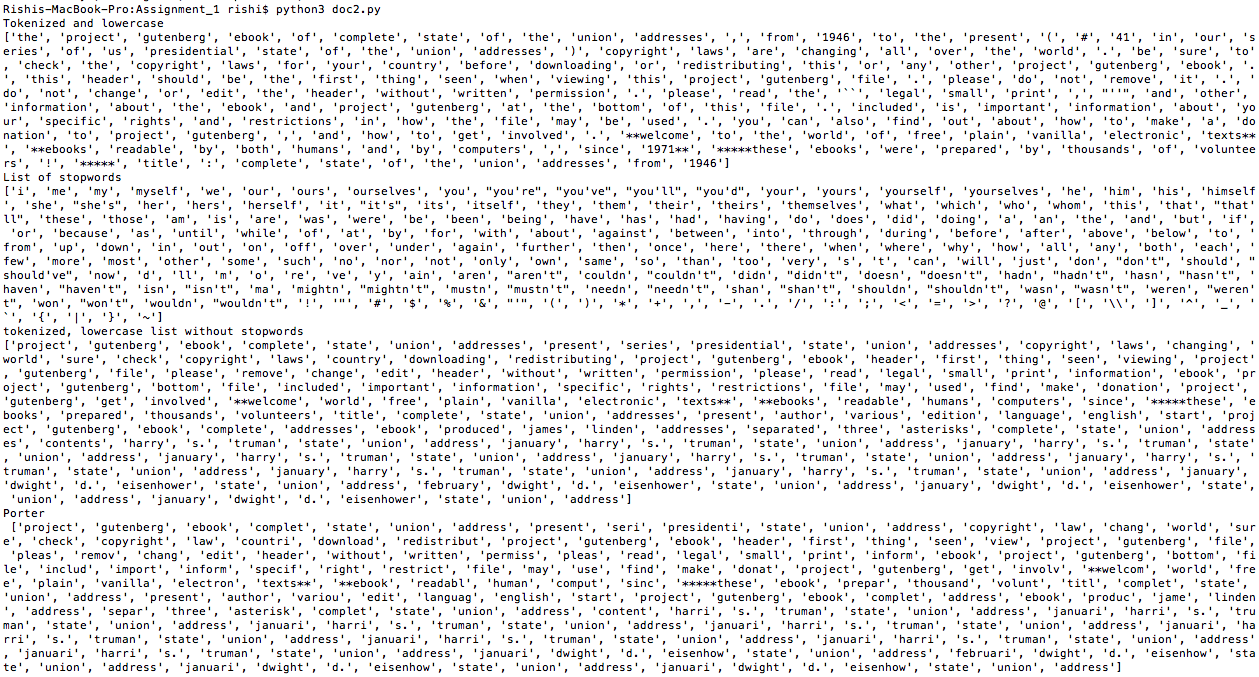 Rishis-MacBook-Pro:Assignment_1 rishi$ python3 doc2.py
Tokenized and lowercase
['the', 'project', 'gutenberg', 'ebook', 'of', 'complete', 'state', 'of', 'the', 'union', 'addresses', ',', 'from', '1946', 'to', 'the', 'present', '(', '#', '41', 'in', 'our', 's
eries', 'of', 'us', 'presidential', 'state', 'of', 'the', 'union', 'addresses', ')', 'copyright', 'laws', 'are', 'changing', 'all', 'over', 'the', 'world', '.', 'be', 'sure', 'to'
, 'check', 'the', 'copyright', 'laws', 'for', 'your', 'country', 'before', 'downloading', 'or', 'redistributing', 'this', 'or', 'any', 'other', 'project', 'gutenberg', 'ebook', '.
', 'this', 'header', 'should', 'be', 'the', 'first', 'thing', 'seen', 'when', 'viewing', 'this', 'project', 'gutenberg', 'file', '.', 'please', 'do', 'not', 'remove', 'it', '.', '
do', 'not', 'change', 'or', 'edit', 'the', 'header', 'without', 'written', 'permission', '.', 'please', 'read', 'the', '``', 'legal', 'small', 'print', ',', "''", 'and', 'other',
'information', 'about', 'the', 'ebook', 'and', 'project', 'gutenberg', 'at', 'the', 'bottom', 'of', 'this', 'file', '.', 'included', 'is', 'important', 'information', 'about', 'yo
ur', 'specific', 'rights', 'and', 'restrictions', 'in', 'how', 'the', 'file', 'may', 'be', 'used', '.', 'you', 'can', 'also', 'find', 'out', 'about', 'how', 'to', 'make', 'a', 'do
nation', 'to', 'project', 'gutenberg', ',', 'and', 'how', 'to', 'get', 'involved', '.', '**welcome', 'to', 'the', 'world', 'of', 'free', 'plain', 'vanilla', 'electronic', 'texts**
', '**ebooks', 'readable', 'by', 'both', 'humans', 'and', 'by', 'computers', ',', 'since', '1971**', '*****these', 'ebooks', 'were', 'prepared', 'by', 'thousands', 'of', 'voluntee
rs', '!', '*****', 'title', ':', 'complete', 'state', 'of', 'the', 'union', 'addresses', 'from', '1946']
List of stopwords
['i', 'me', 'my', 'myself', 'we', 'our', 'ours', 'ourselves', 'you', "you're", "you've", "you'll", "you'd", 'your', 'yours', 'yourself', 'yourselves', 'he', 'him', 'his', 'himself
', 'she', "she's", 'her', 'hers', 'herself', 'it', "it's", 'its', 'itself', 'they', 'them', 'their', 'theirs', 'themselves', 'what', 'which', 'who', 'whom', 'this', 'that', "that'
ll", 'these', 'those', 'am', 'is', 'are', 'was', 'were', 'be', 'been', 'being', 'have', 'has', 'had', 'having', 'do', 'does', 'did', 'doing', 'a', 'an', 'the', 'and', 'but', 'if'
, 'or', 'because', 'as', 'until', 'while', 'of', 'at', 'by', 'for', 'with', 'about', 'against', 'between', 'into', 'through', 'during', 'before', 'after', 'above', 'below', 'to', '
from', 'up', 'down', 'in', 'out', 'on', 'off', 'over', 'under', 'again', 'further', 'then', 'once', 'here', 'there', 'when', 'where', 'why', 'how', 'all', 'any', 'both', 'each', '
few', 'more', 'most', 'other', 'some', 'such', 'no', 'nor', 'not', 'only', 'own', 'same', 'so', 'than', 'too', 'very', 's', 't', 'can', 'will', 'just', 'don', "don't", 'should', "
should've", 'now', 'd', 'll', 'm', 'o', 're', 've', 'y', 'ain', 'aren', "aren't", 'couldn', "couldn't", 'didn', "didn't", 'doesn', "doesn't", 'hadn', "hadn't", 'hasn', "hasn't", '
haven', "haven't", 'isn', "isn't", 'ma', 'mightn', "mightn't", 'mustn', "mustn't", 'needn', "needn't", 'shan', "shan't", 'shouldn', "shouldn't", 'wasn', "wasn't", 'weren', "weren'
t", 'won', "won't", 'wouldn', "wouldn't", '!', '"', '#', '$', '%', '&', "'", '(', ')', '*', '+', ',', '-', '.', '/', ':', ';', '<', '=', '>', '?', '@', '[', '\\', ']', '^', '_', '
`', '{', '|', '}', '~']
tokenized, lowercase list without stopwords
['project', 'gutenberg', 'ebook', 'complete', 'state', 'union', 'addresses', 'present', 'series', 'presidential', 'state', 'union', 'addresses', 'copyright', 'laws', 'changing', '
world', 'sure', 'check', 'copyright', 'laws', 'country', 'downloading', 'redistributing', 'project', 'gutenberg', 'ebook', 'header', 'first', 'thing', 'seen', 'viewing', 'project'
, 'gutenberg', 'file', 'please', 'remove', 'change', 'edit', 'header', 'without', 'written', 'permission', 'please', 'read', 'legal', 'small', 'print', 'information', 'ebook', 'pr
oject', 'gutenberg', 'bottom', 'file', 'included', 'important', 'information', 'specific', 'rights', 'restrictions', 'file', 'may', 'used', 'find', 'make', 'donation', 'project',
'gutenberg', 'get', 'involved', '**welcome', 'world', 'free', 'plain', 'vanilla', 'electronic', 'texts**', '**ebooks', 'readable', 'humans', 'computers', 'since', '*****these', 'e
books', 'prepared', 'thousands', 'volunteers', 'title', 'complete', 'state', 'union', 'addresses', 'present', 'author', 'various', 'edition', 'language', 'english', 'start', 'proj
ect', 'gutenberg', 'ebook', 'complete', 'addresses', 'ebook', 'produced', 'james', 'linden', 'addresses', 'separated', 'three', 'asterisks', 'complete', 'state', 'union', 'address
es', 'contents', 'harry', 's.', 'truman', 'state', 'union', 'address', 'january', 'harry', 's.', 'truman', 'state', 'union', 'address', 'january', 'harry', 's.', 'truman', 'state'
, 'union', 'address', 'january', 'harry', 's.', 'truman', 'state', 'union', 'address', 'january', 'harry', 's.', 'truman', 'state', 'union', 'address', 'january', 'harry', 's.', '
truman', 'state', 'union', 'address', 'january', 'harry', 's.', 'truman', 'state', 'union', 'address', 'january', 'harry', 's.', 'truman', 'state', 'union', 'address', 'january',
'dwight', 'd.', 'eisenhower', 'state', 'union', 'address', 'february', 'dwight', 'd.', 'eisenhower', 'state', 'union', 'address', 'january', 'dwight', 'd.', 'eisenhower', 'state',
'union', 'address', 'january', 'dwight', 'd.', 'eisenhower', 'state', 'union', 'address']
Porter
['project', 'gutenberg', 'ebook', 'complet', 'state', 'union', 'address', 'present', 'seri', 'presidenti', 'state', 'union', 'address', 'copyright', 'law', 'chang', 'world', 'sur
e', 'check', 'copyright', 'law', 'countri', 'download', 'redistribut', 'project', 'gutenberg', 'ebook', 'header', 'first', 'thing', 'seen', 'view', 'project', 'gutenberg', 'file',
'pleas', 'remov', 'chang', 'edit', 'header', 'without', 'written', 'permiss', 'pleas', 'read', 'legal', 'small', 'print', 'inform', 'ebook', 'project', 'gutenberg', 'bottom', 'fi
le', 'includ', 'import', 'inform', 'specif', 'right', 'restrict', 'file', 'may', 'use', 'find', 'make', 'donat', 'project', 'gutenberg', 'get', 'involv', '**welcom', 'world', 'fre
e', 'plain', 'vanilla', 'electron', 'texts**', '**ebook', 'readabl', 'human', 'comput', 'sinc', '*****these', 'ebook', 'prepar', 'thousand', 'volunt', 'titl', 'complet', 'state',
'union', 'address', 'present', 'author', 'variou', 'edit', 'languag', 'english', 'start', 'project', 'gutenberg', 'ebook', 'complet', 'address', 'ebook', 'produc', 'jame', 'linden
', 'address', 'separ', 'three', 'asterisk', 'complet', 'state', 'union', 'address', 'content', 'harri', 's.', 'truman', 'state', 'union', 'address', 'januari', 'harri', 's.', 'tru
man', 'state', 'union', 'address', 'januari', 'harri', 's.', 'truman', 'state', 'union', 'address', 'januari', 'harri', 's.', 'truman', 'state', 'union', 'address', 'januari', 'ha
rri', 's.', 'truman', 'state', 'union', 'address', 'januari', 'harri', 's.', 'truman', 'state', 'union', 'address', 'januari', 'harri', 's.', 'truman', 'state', 'union', 'address'
, 'januari', 'harri', 's.', 'truman', 'state', 'union', 'address', 'januari', 'dwight', 'd.', 'eisenhow', 'state', 'union', 'address', 'februari', 'dwight', 'd.', 'eisenhow', 'sta
te', 'union', 'address', 'januari', 'dwight', 'd.', 'eisenhow', 'state', 'union', 'address', 'januari', 'dwight', 'd.', 'eisenhow', 'state', 'union', 'address']